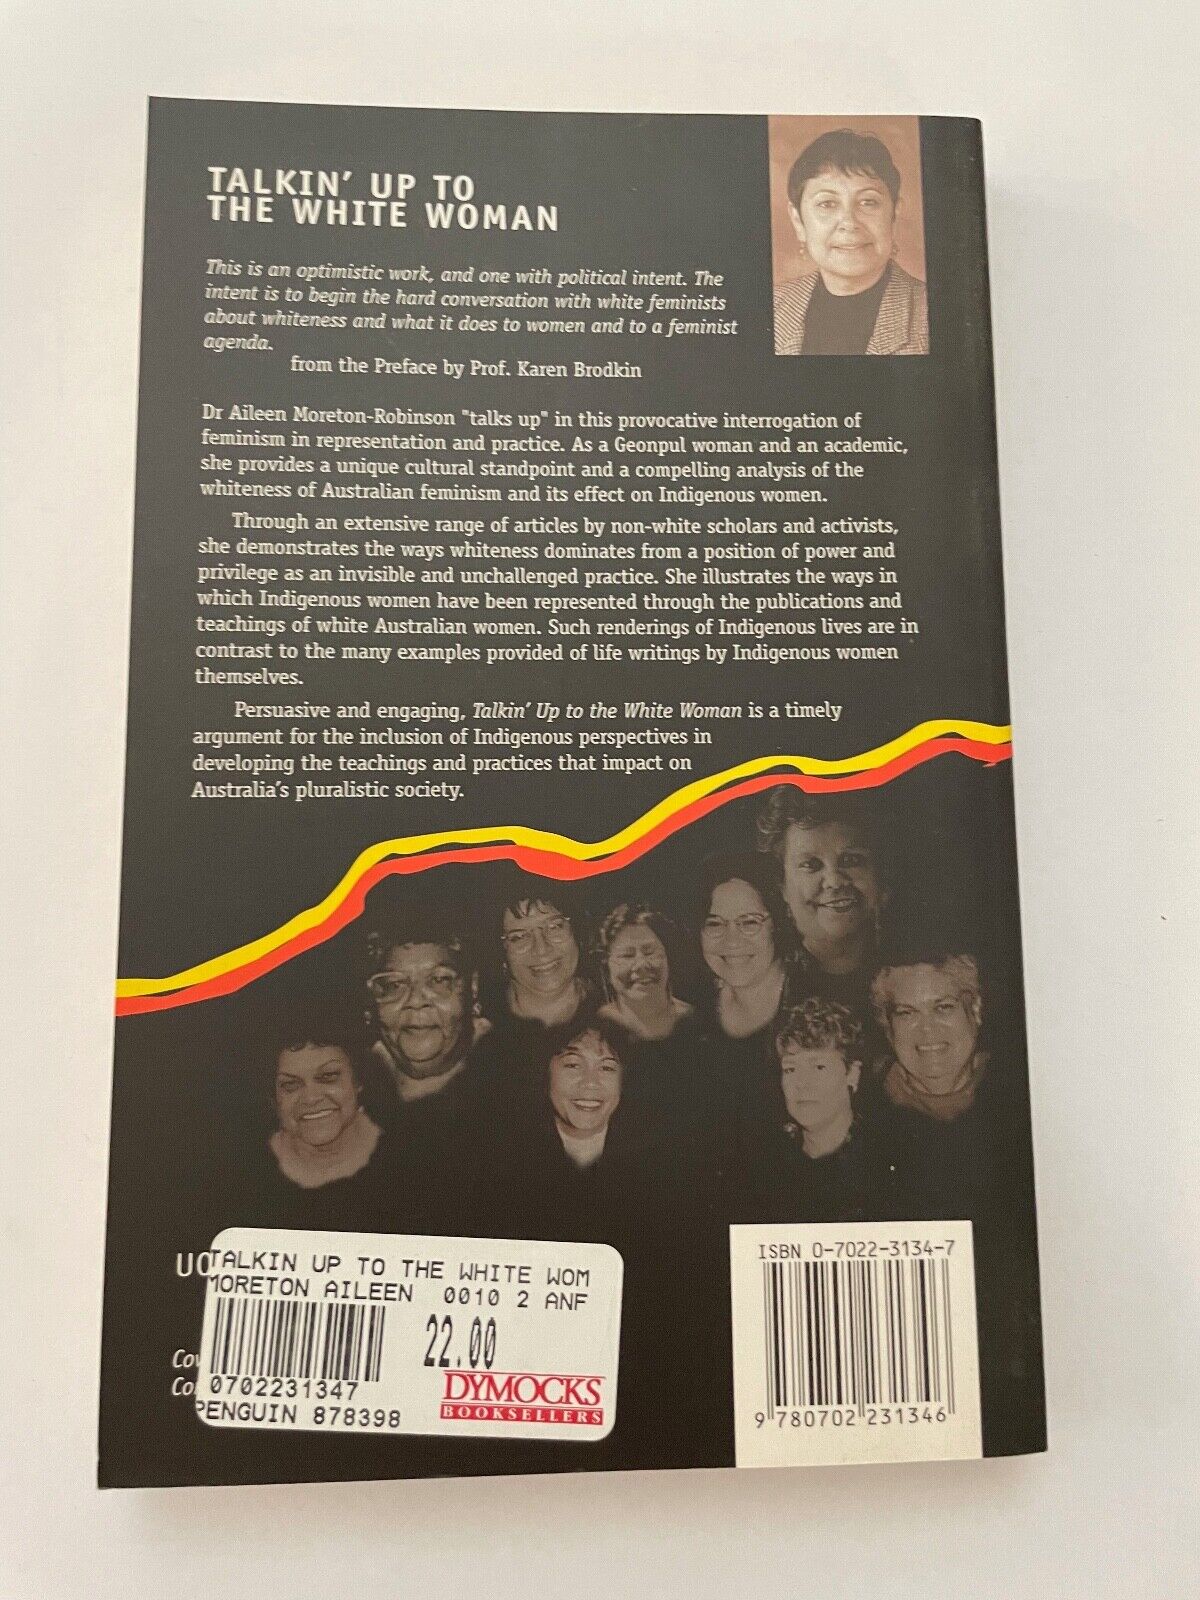 TALKIN' UP TO
THE WHITE WOMAN
This is an optimistic work, and one with political intent. The
intent is to begin the hard conversation with white feminists
about whiteness and what it does to women and to a feminist
agenda.
from the Preface by Prof. Karen Brodkin
Dr Aileen Moreton-Robinson "talks up" in this provocative interrogation of
feminism in representation and practice. As a Geonpul woman and an academic,
she provides a unique cultural standpoint and a compelling analysis of the
whiteness of Australian feminism and its effect on Indigenous women.
Through an extensive range of articles by non-white scholars and activists,
she demonstrates the ways whiteness dominates from a position of power and
privilege as an invisible and unchallenged practice. She illustrates the ways in
which Indigenous women have been represented through the publications and
teachings of white Australian women. Such renderings of Indigenous lives are in
contrast to the many examples provided of life writings by Indigenous women
themselves.
Persuasive and engaging, Talkin' Up to the White Woman is a timely
argument for the inclusion of Indigenous perspectives in
developing the teachings and practices that impact on
Australia's pluralistic society.
TALKIN UP TO THE WHITE WOM
MORETON AILEEN 0010 2 ANF
22.00
0702231347
PENGUIN 878398
DYMOCKS
BOOKSELLERS
ISBN 0-7022-3134-7
9 780702 231346